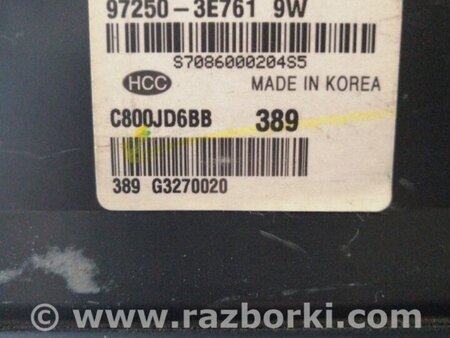 97250-3E761 9W
S7086000204S5
HCC MADE IN KOREA
C800JD6BB 389
389 G3270020
© www.razborki.com